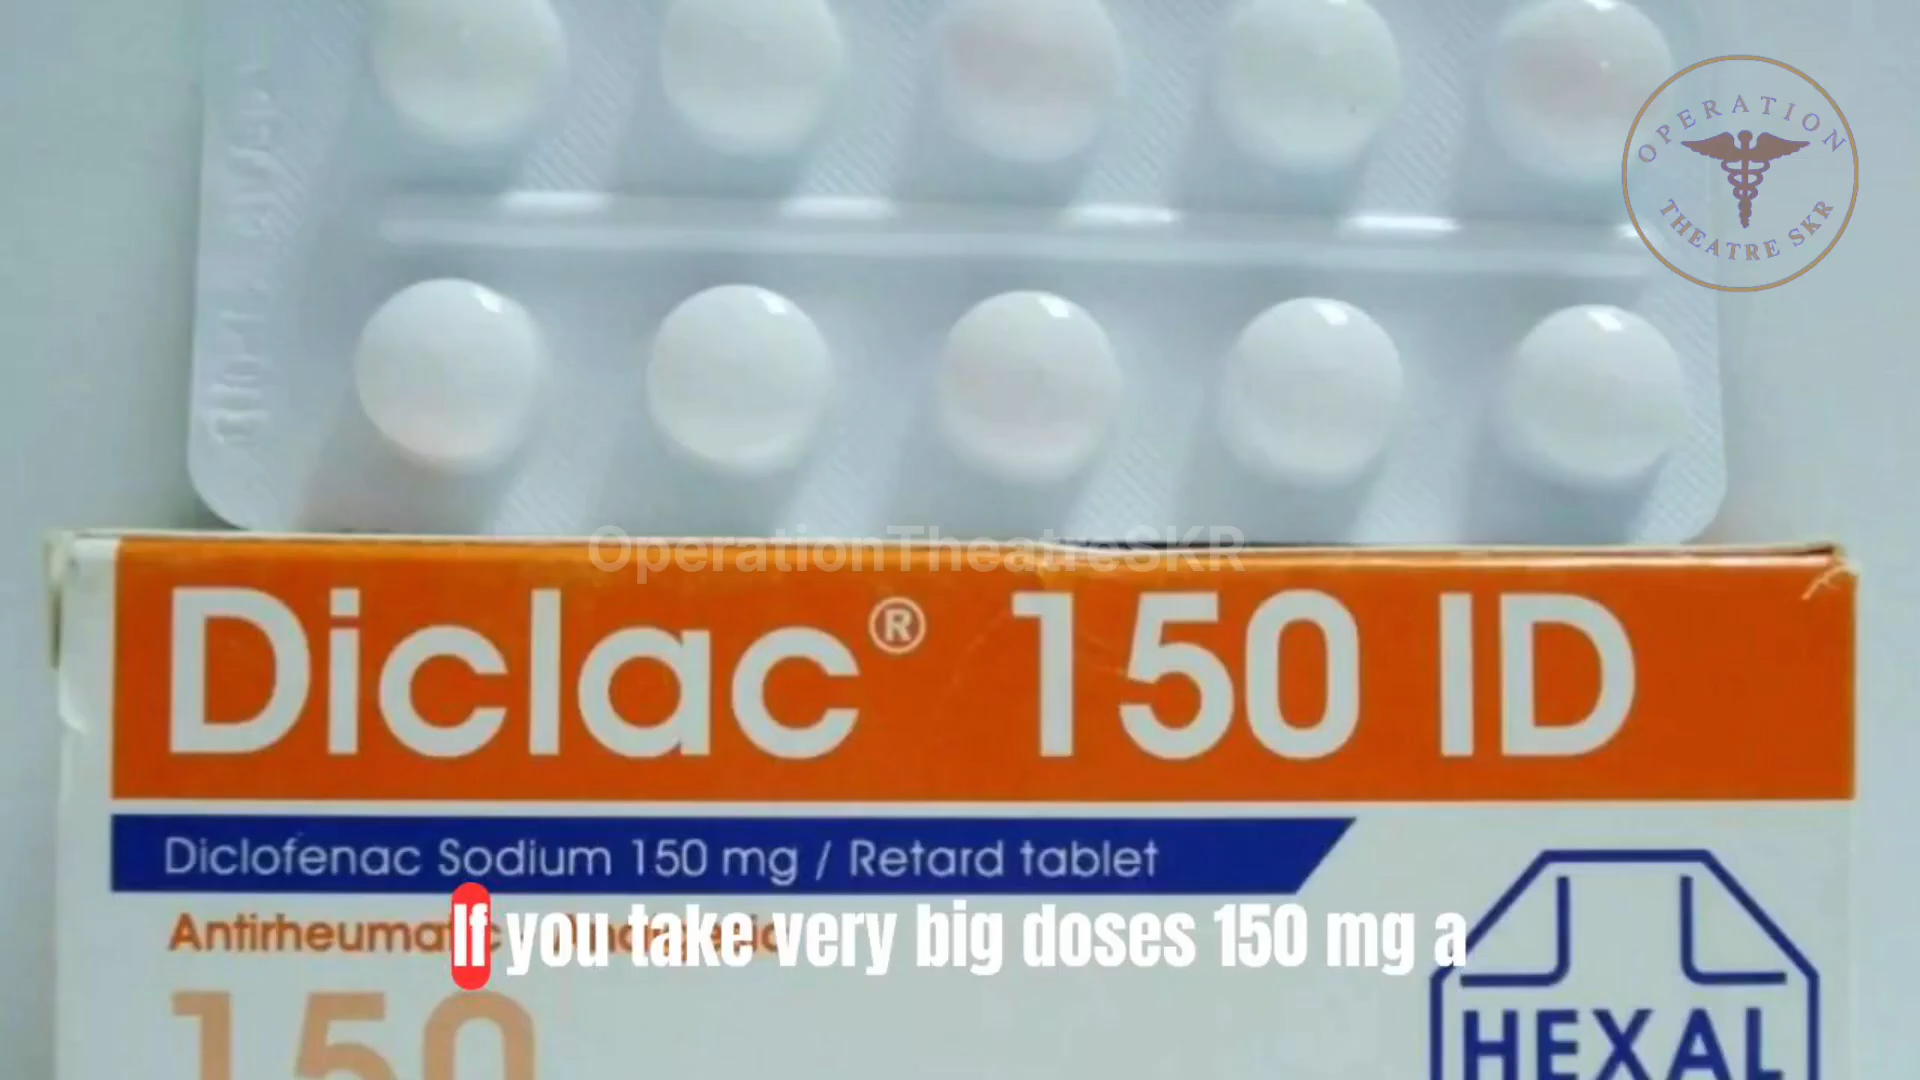 OPERATION
THEATRE SKR
OperationTheatreSKR
Diclac® 150 ID
Diclofenac Sodium 150 mg / Retard tablet
If you take very big doses 150 mg a
150
HEXAL